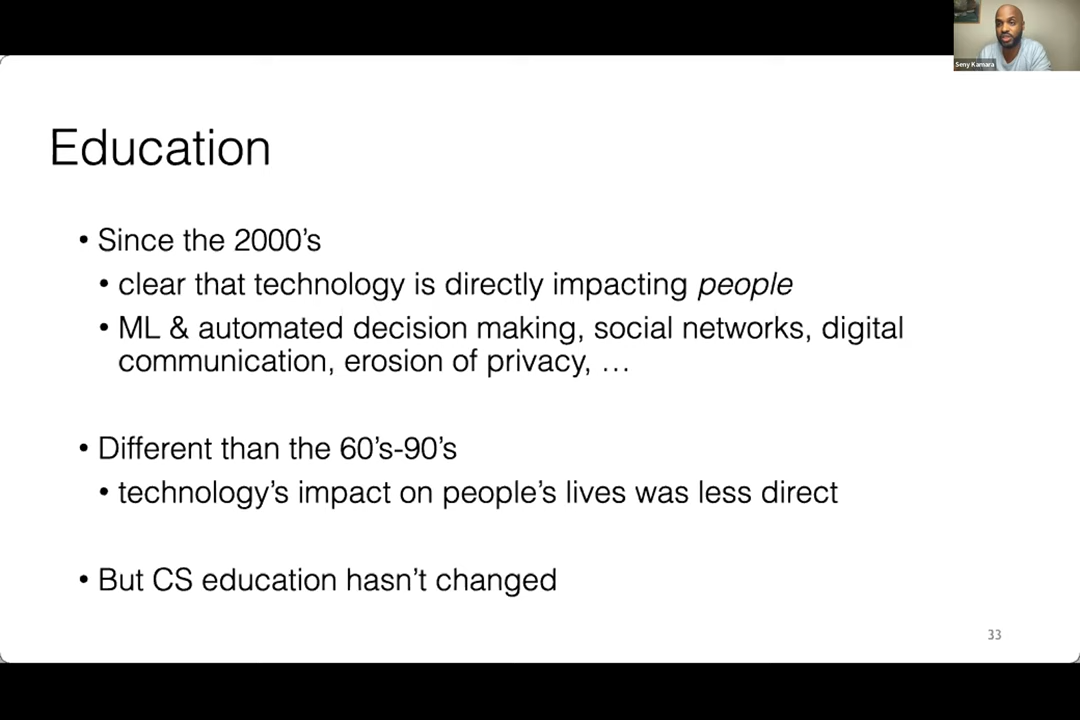 Seny Kamara
Education
• Since the 2000's
• clear that technology is directly impacting people
• ML & automated decision making, social networks, digital
communication, erosion of privacy, …
• Different than the 60's-90's
• technology's impact on people's lives was less direct
• But CS education hasn't changed
33